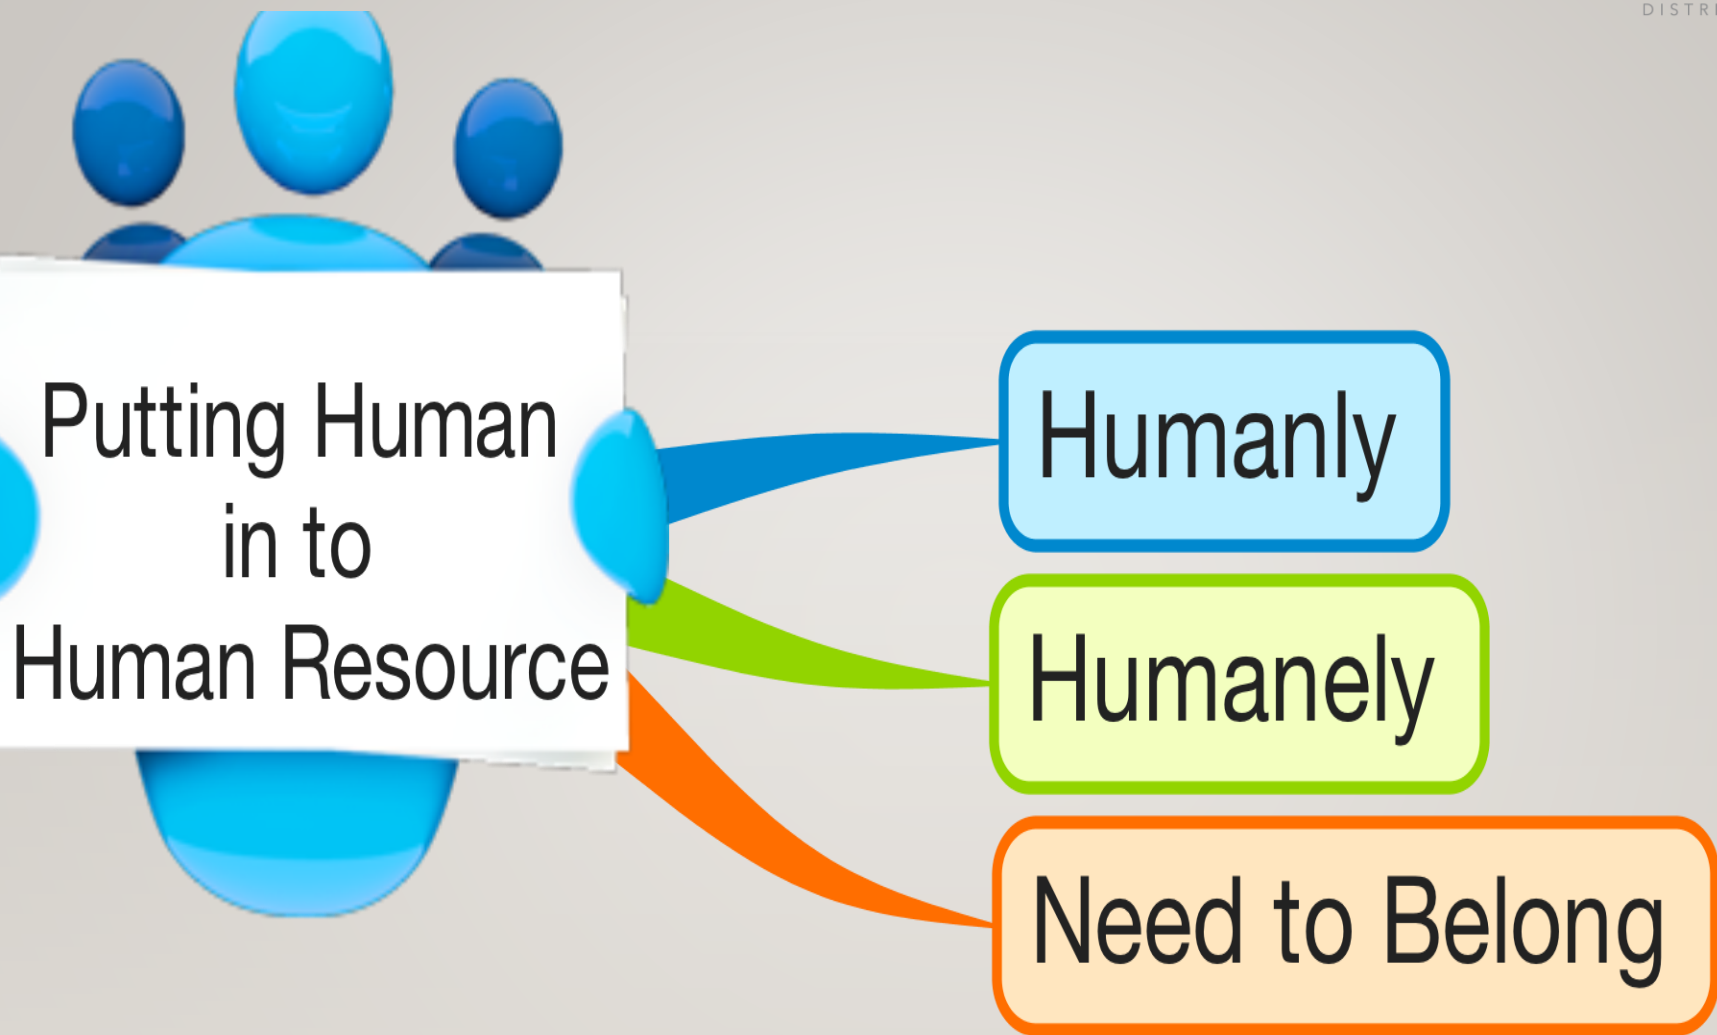 Putting Human
in to
Human Resource
Humanly
Humanely
Need to Belong